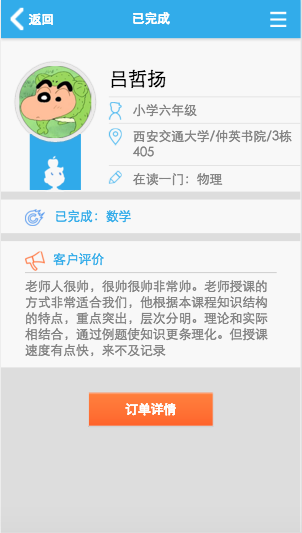 返回
已完成
吕哲扬
小学六年级
西安交通大学/仲英书院/3栋
405
在读一门：物理
已完成：数学
客户评价
老师人很帅，很帅很帅非常帅。老师授课的
方式非常适合我们，他根据本课程知识结构
的特点，重点突出，层次分明。理论和实际
相结合，通过例题使知识更条理化。但授课
速度有点快，来不及记录
订单详情